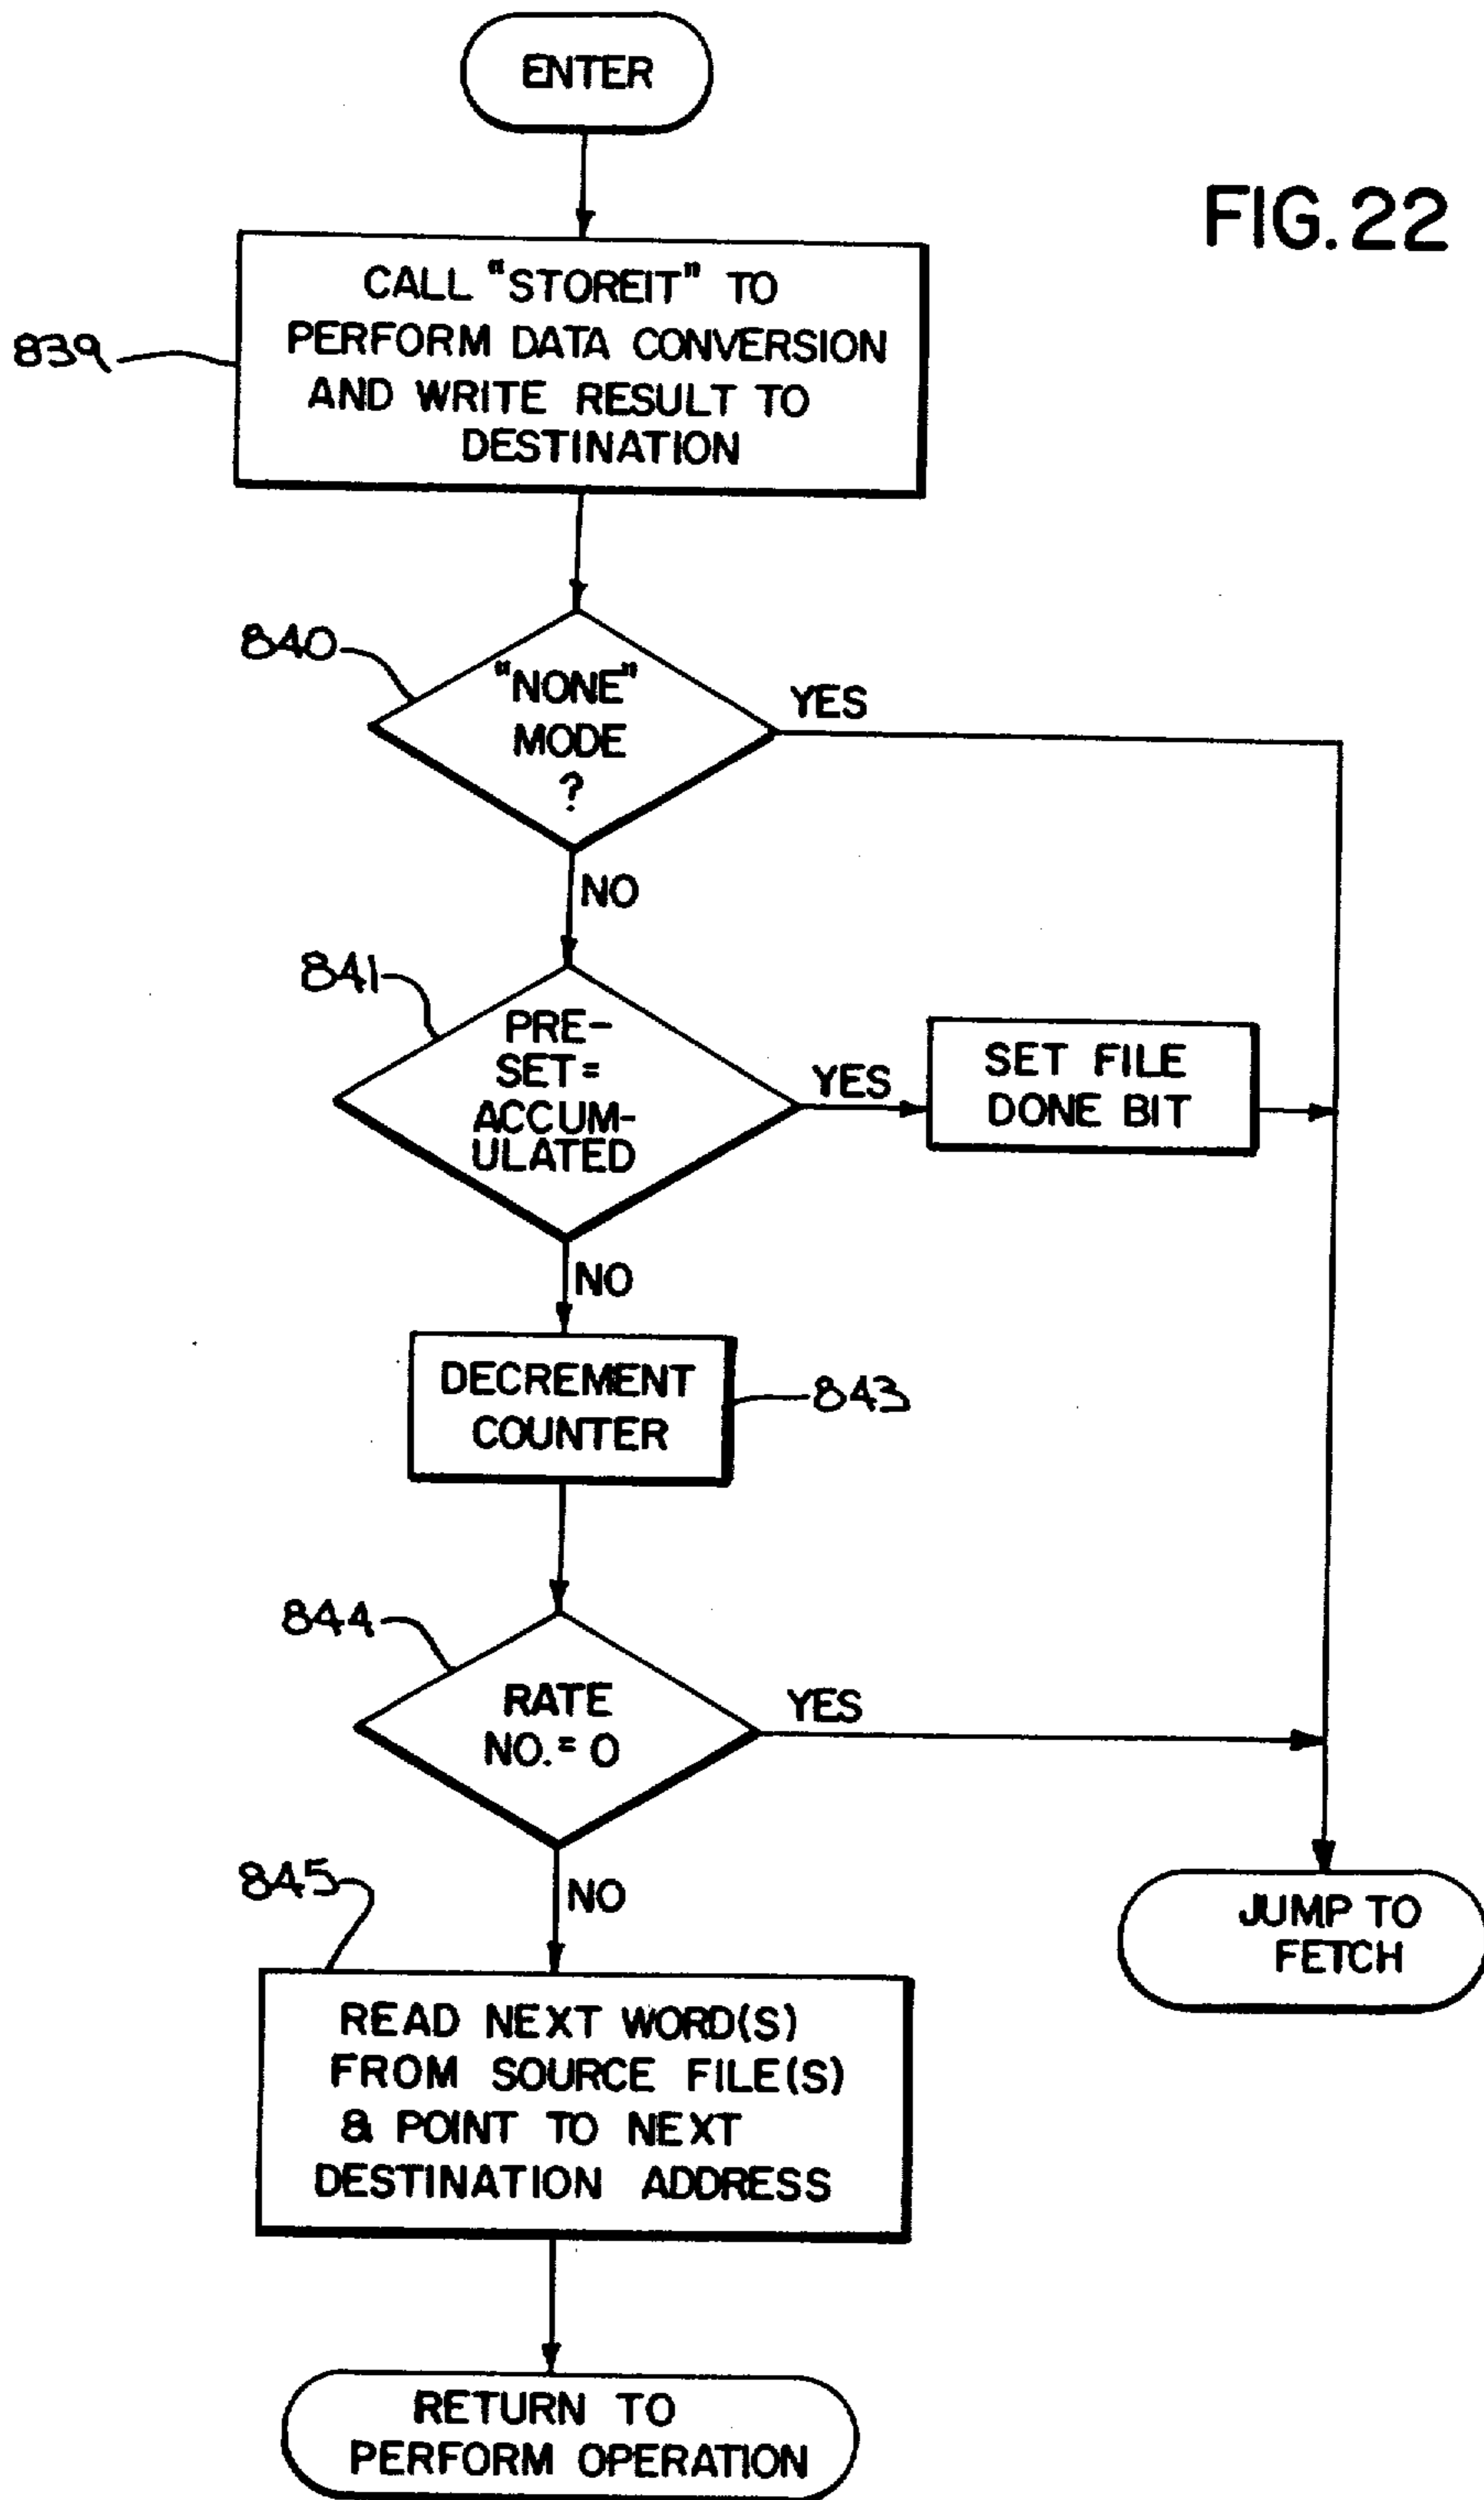 ENTER
FIG.22
CALL "STOREIT" TO
PERFORM DATA CONVERSION
AND WRITE RESULT TO
DESTINATION
839
840
"NONE"
MODE
?
YES
NO
841
PRE-
SET=
ACCUM-
ULATED
YES
SET FILE
DONE BIT
NO
DECREMENT
COUNTER
843
844
RATE
NO.= 0
YES
NO
845
JUMP TO
FETCH
READ NEXT WORD(S)
FROM SOURCE FILE(S)
& POINT TO NEXT
DESTINATION ADDRESS
RETURN TO
PERFORM OPERATION